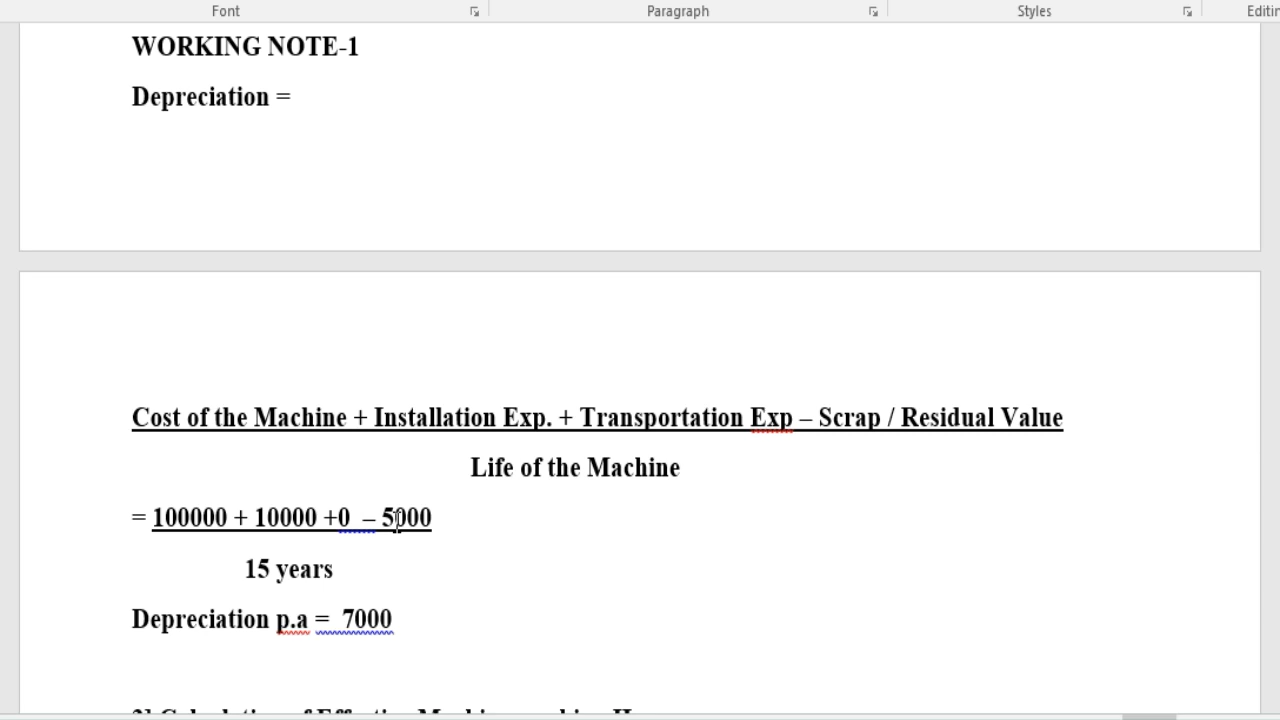 Font Paragraph Styles Editin
WORKING NOTE-1
Depreciation =
Cost of the Machine + Installation Exp. + Transportation Exp – Scrap / Residual Value
Life of the Machine
= 100000 + 10000 +0 – 5000
15 years
Depreciation p.a = 7000